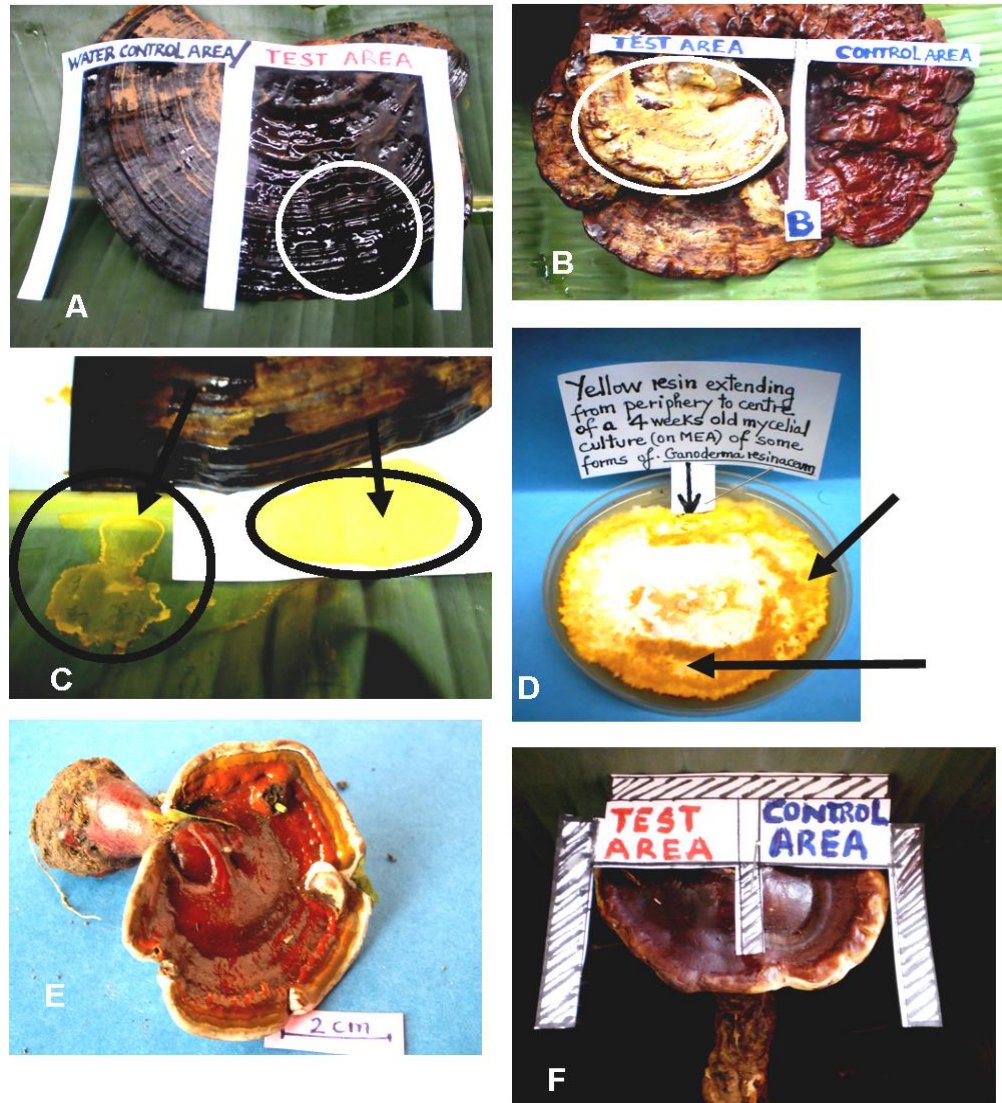 WATER CONTROL AREA/ TEST AREA
A
TEST AREA CONTROL AREA
B
B
C
Yellow resin extending
from periphery to centre
of a 4 weeks old mycelial
culture (on MEA) of some
forms of. Ganoderma resinaceum
D
E
2 cm
TEST
AREA
CONTROL
AREA
F